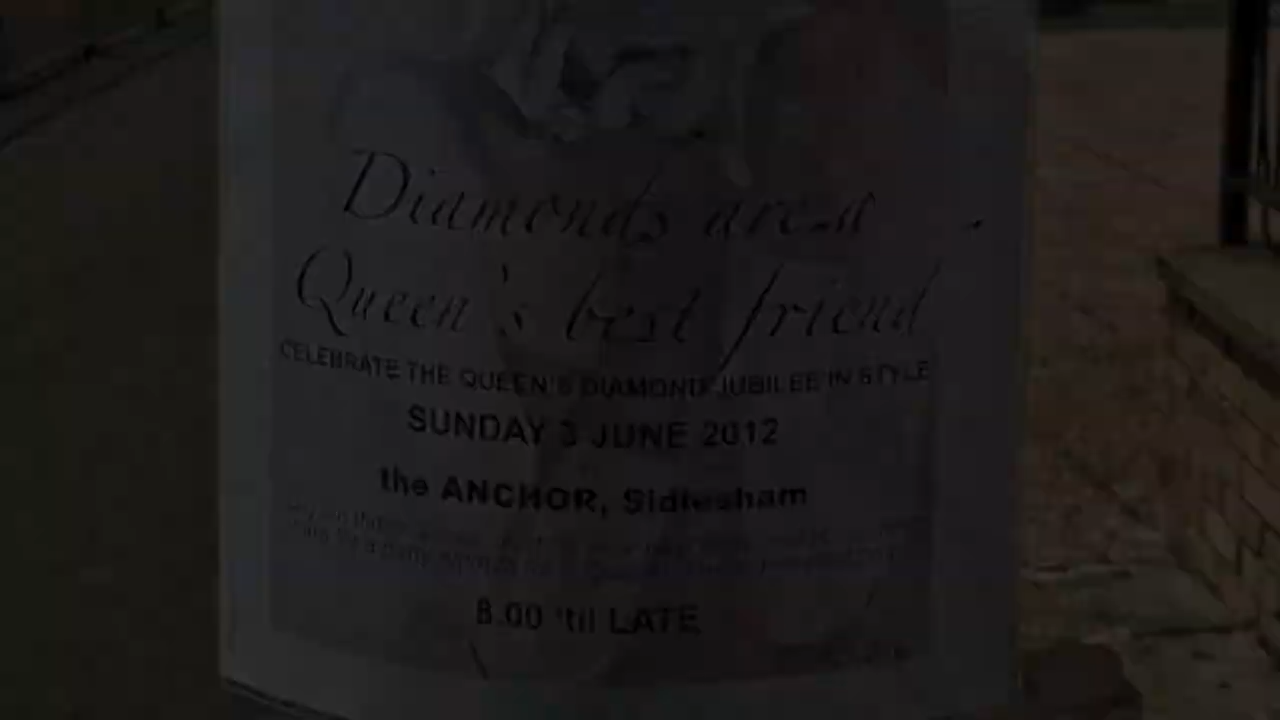 Diamonds are a
Queen's best friend
CELEBRATE THE QUEEN'S DIAMOND JUBILEE IN STYLE
SUNDAY 3 JUNE 2012
the ANCHOR, Sidlesham
8.00 'til LATE